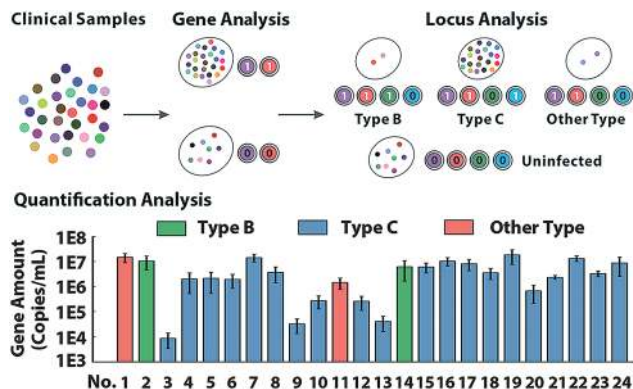 Clinical Samples
Gene Analysis
Locus Analysis
1 1
0 0
1 1 1 0
Type B
1 1 0 1
Type C
1 1 0 0
Other Type
0 0 0 0
Uninfected
Quantification Analysis
Type B
Type C
Other Type
Gene Amount
(Copies/mL)
1E8
1E7
1E6
1E5
1E4
1E3
No. 1 2 3 4 5 6 7 8 9 10 11 12 13 14 15 16 17 18 19 20 21 22 23 24